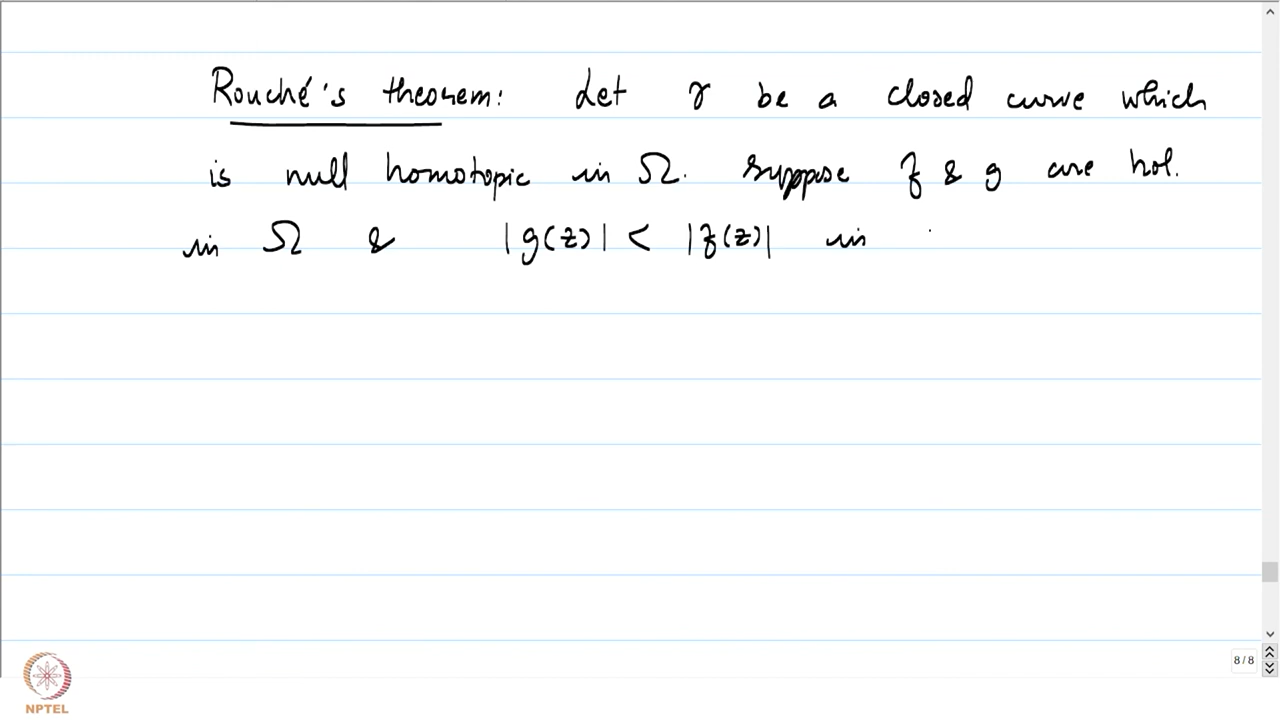 Rouché's theorem: Let γ be a closed curve which
is null homotopic in Ω. Suppose f & g are hol.
in Ω & |g(z)| < |f(z)| in
8 / 8
NPTEL